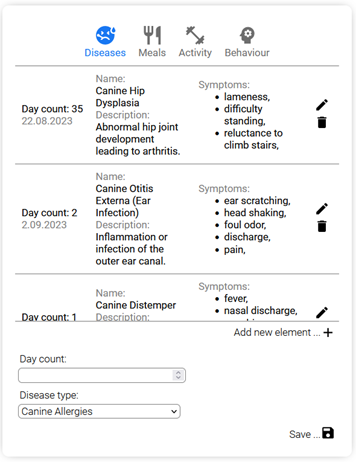 Diseases Meals Activity Behaviour
Name:
Canine Hip
Dysplasia
Description:
Abnormal hip joint
development
leading to arthritis.
Day count: 35
22.08.2023
Symptoms:
lameness,
difficulty
standing,
reluctance to
climb stairs,
Name:
Canine Otitis
Externa (Ear
Infection)
Description:
Inflammation or
infection of
the outer ear canal.
Day count: 2
2.09.2023
Symptoms:
ear scratching,
head shaking,
foul odor,
discharge,
pain,
Name:
Canine Distemper
Description:
Day count: 1
Symptoms:
fever,
nasal discharge,
Add new element ...
Day count:
Disease type:
Canine Allergies
Save ...